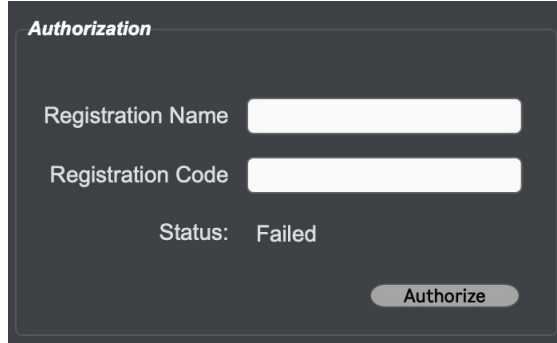 Authorization
Registration Name
Registration Code
Status: Failed
Authorize